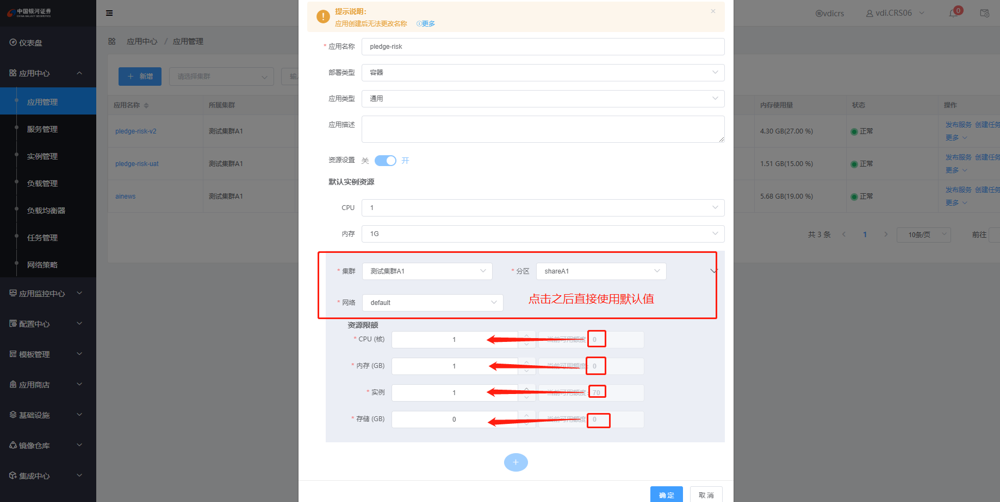 中国银河证券
CHINA GALAXY SECURITIES
仪表盘
应用中心
应用管理
服务管理
实例管理
负载管理
负载均衡器
任务管理
网络策略
应用监控中心
配置中心
模板管理
应用商店
基础设施
镜像仓库
集成中心
vdicrs
vdi.CRS06
0
应用中心 / 应用管理
新增
请选择集群
输
应用名称
所属集群
内存使用量
状态
操作
pledge-risk-v2
测试集群A1
4.30 GB(27.00 %)
正常
发布服务 创建任务
更多
pledge-risk-uat
测试集群A1
1.51 GB(15.00 %)
正常
发布服务 创建任务
更多
ainews
测试集群A1
5.68 GB(19.00 %)
正常
发布服务 创建任务
更多
共 3 条
1
10条/页
前往
提示说明:
应用创建后无法更改名称 更多
* 应用名称 pledge-risk
部署类型 容器
应用类型 通用
应用描述
资源设置 关 开
默认实例资源
CPU 1
内存 1G
* 集群 测试集群A1
* 分区 shareA1
* 网络 default
点击之后直接使用默认值
资源限额
* CPU (核) 1 当前可用额度 0
* 内存 (GB) 1 当前可用额度: 0
* 实例 1 当前可用额度: 70
* 存储 (GB) 0 当前可用额度 0
确定
取消